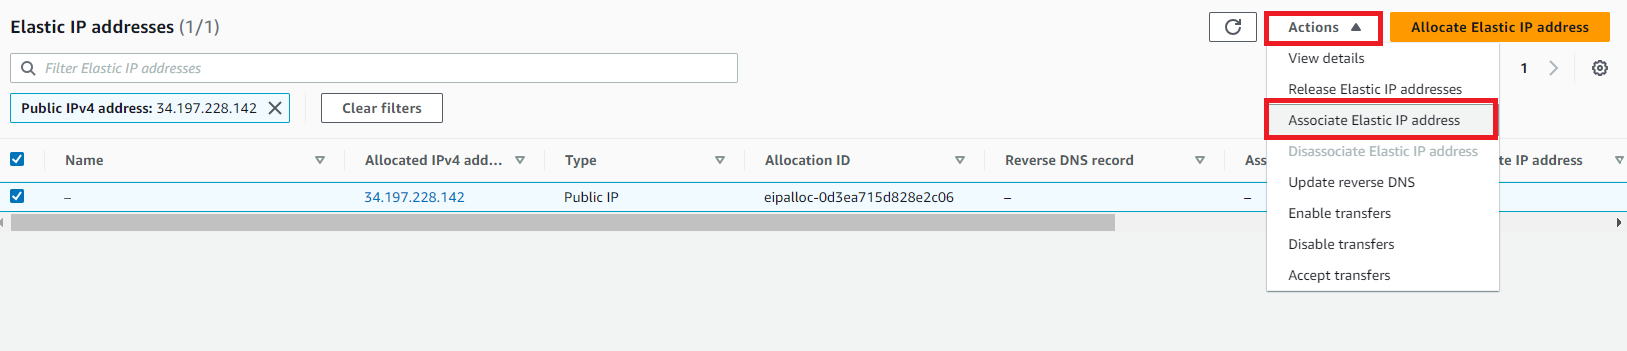 Elastic IP addresses (1/1)
Actions
Allocate Elastic IP address
Filter Elastic IP addresses
1
Public IPv4 address: 34.197.228.142
Clear filters
View details
Release Elastic IP addresses
Associate Elastic IP address
Disassociate Elastic IP address
Update reverse DNS
Enable transfers
Disable transfers
Accept transfers
Name
Allocated IPv4 add...
Type
Allocation ID
Reverse DNS record
Ass
te IP address
–
34.197.228.142
Public IP
eipalloc-0d3ea715d828e2c06
–
–